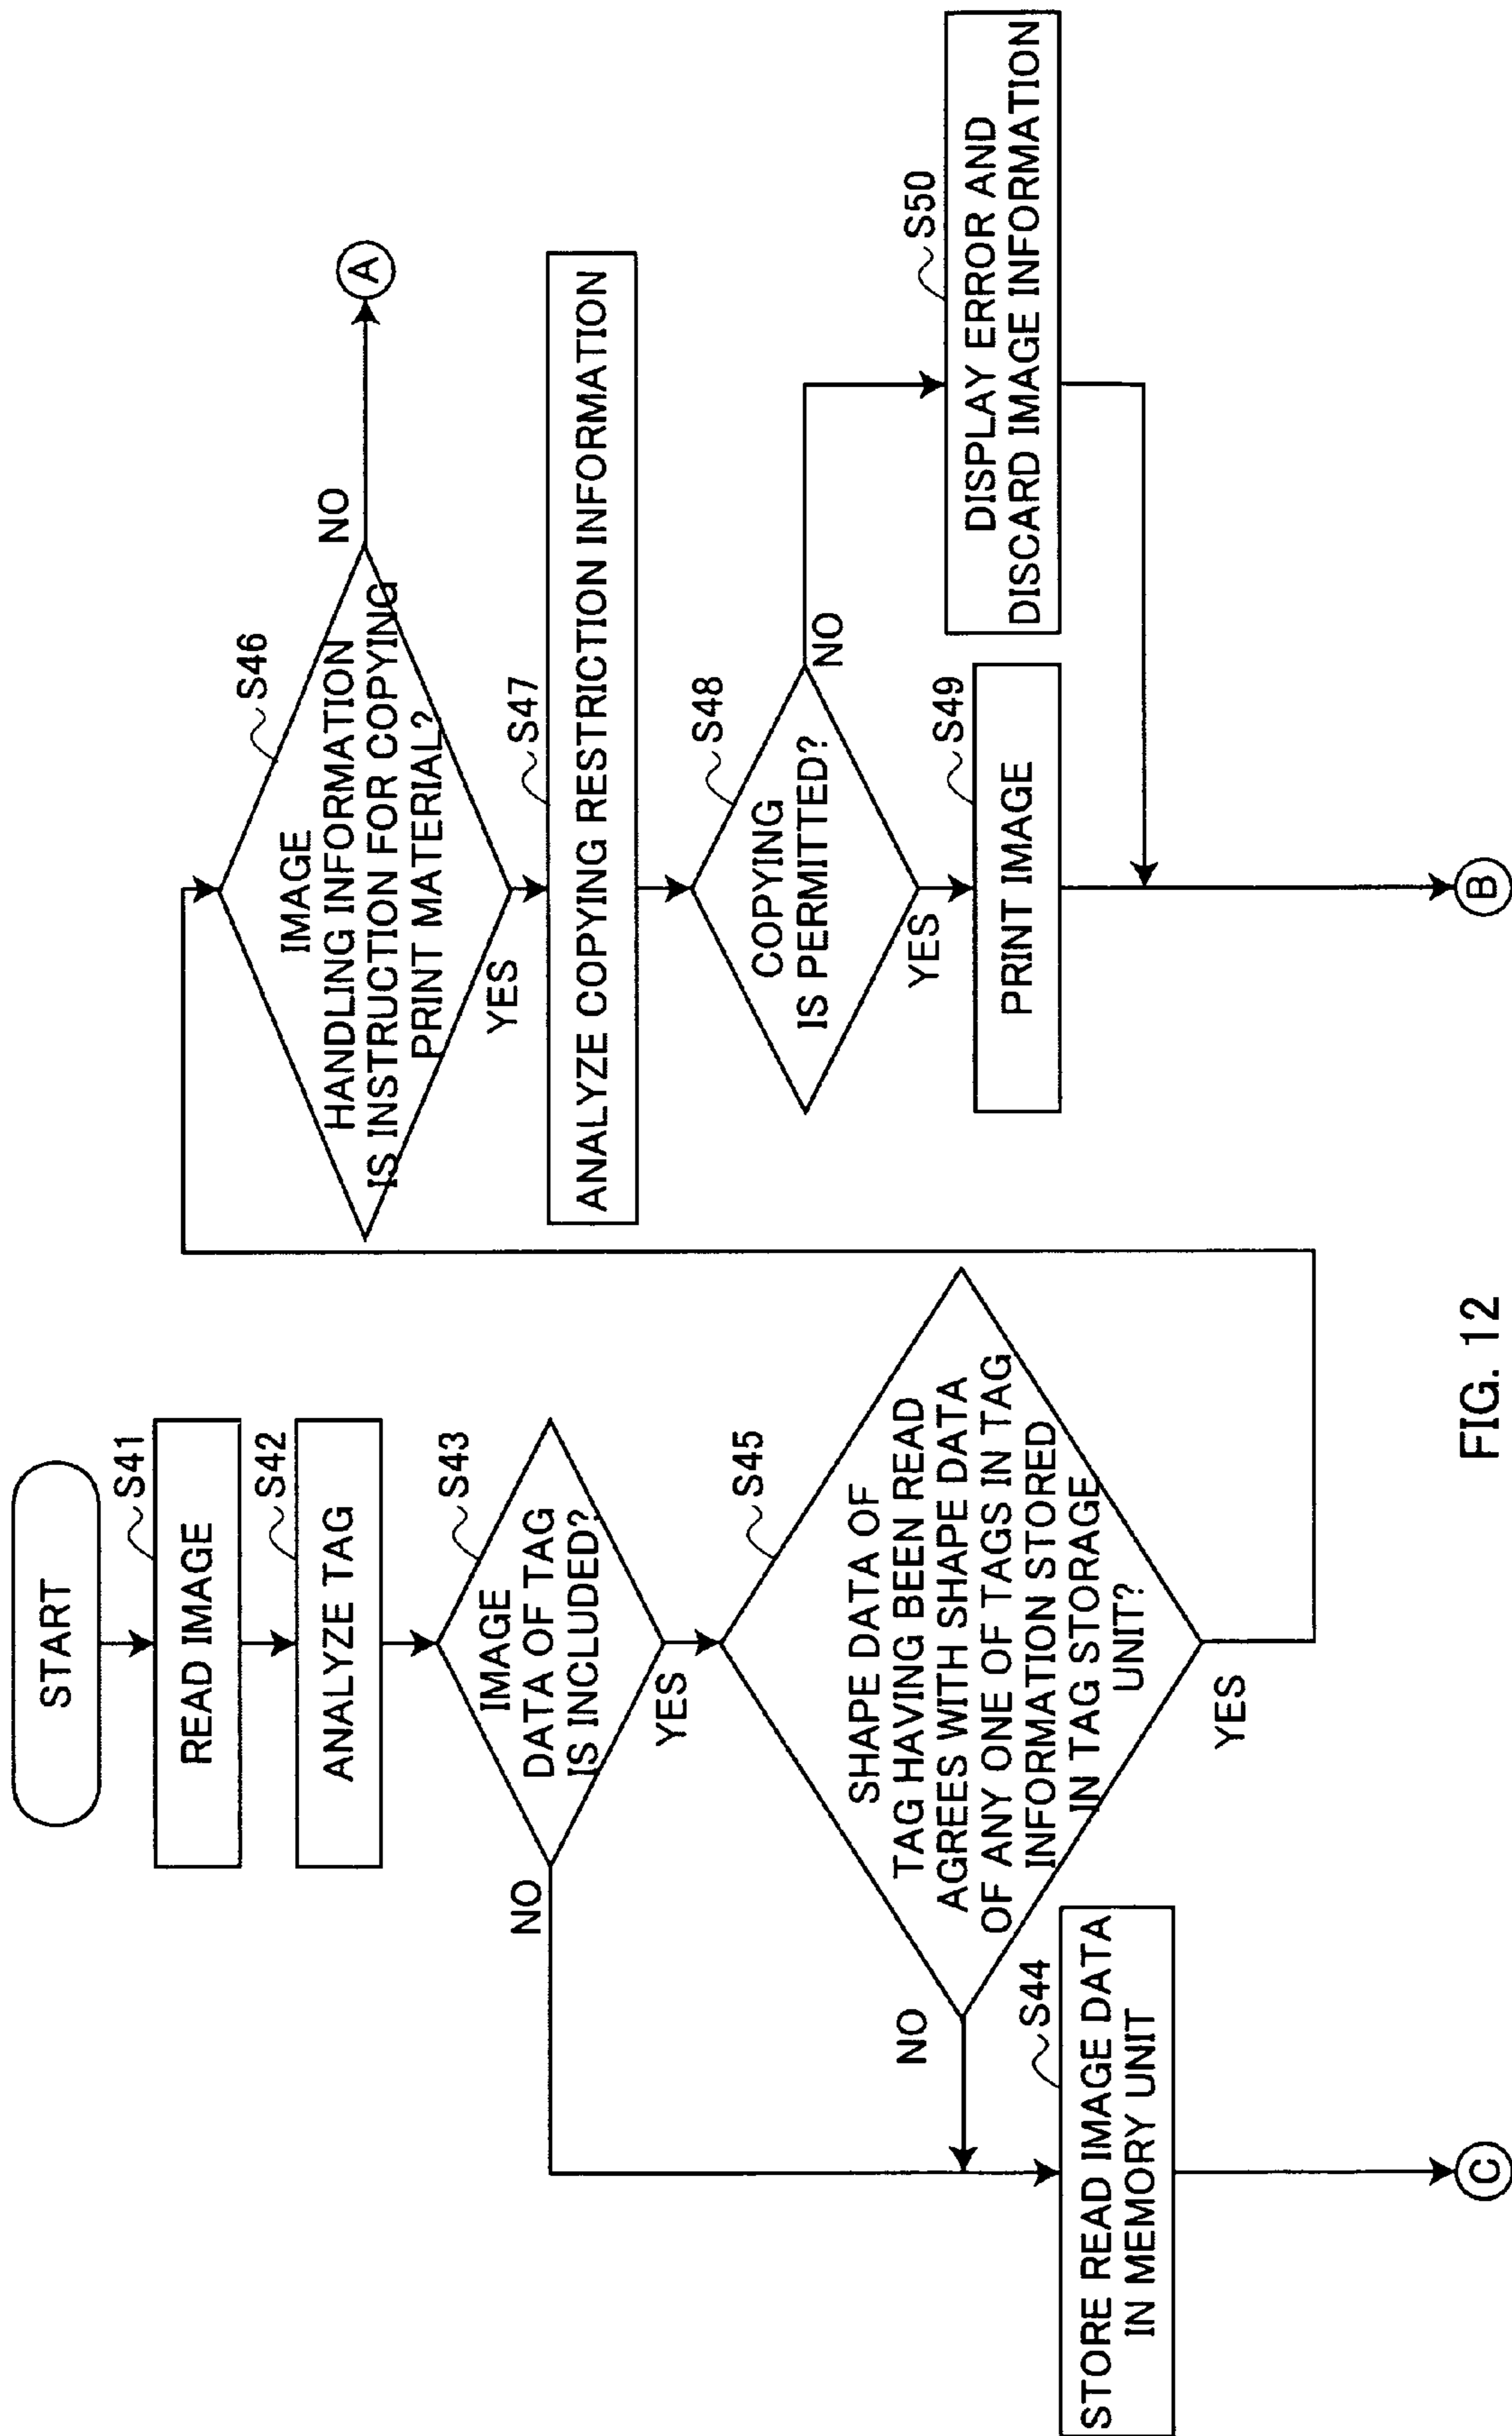 START
S41
READ IMAGE
S42
ANALYZE TAG
S43
IMAGE
DATA OF TAG
IS INCLUDED?
NO
YES
S45
SHAPE DATA OF
TAG HAVING BEEN READ
AGREES WITH SHAPE DATA
OF ANY ONE OF TAGS IN TAG
INFORMATION STORED
IN TAG STORAGE
UNIT?
NO
YES
S44
STORE READ IMAGE DATA
IN MEMORY UNIT
C
S46
IMAGE
HANDLING INFORMATION
IS INSTRUCTION FOR COPYING
PRINT MATERIAL?
NO
A
YES
S47
ANALYZE COPYING RESTRICTION INFORMATION
S48
COPYING
IS PERMITTED?
NO
YES
S49
PRINT IMAGE
S50
DISPLAY ERROR AND
DISCARD IMAGE INFORMATION
B
FIG. 12